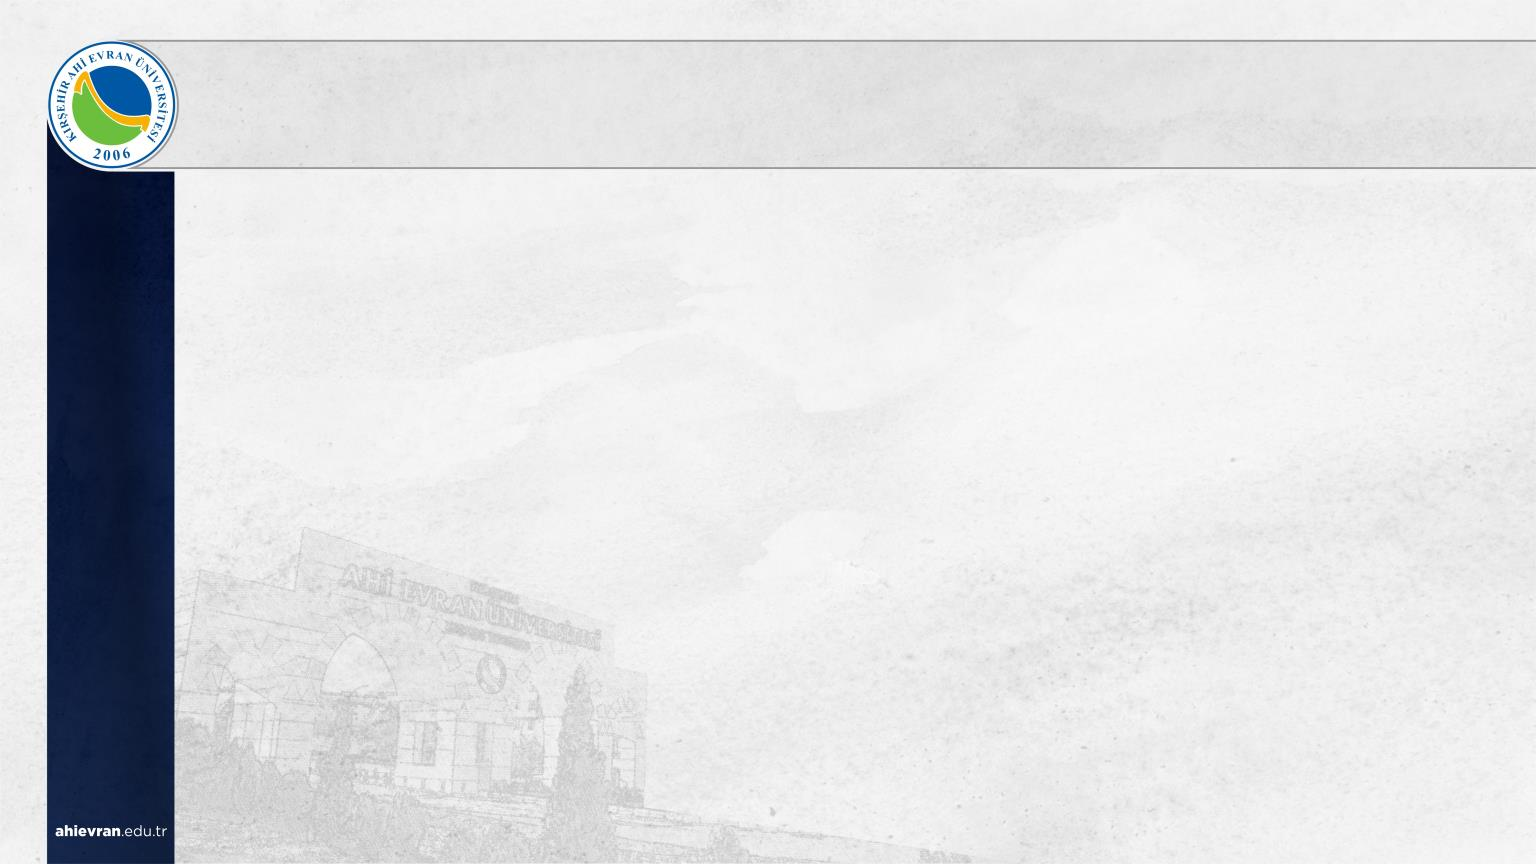 KIRŞEHİR AHİ EVRAN ÜNİVERSİTESİ
2006
AHİ EVRAN ÜNİVERSİTESİ
ahievran.edu.tr